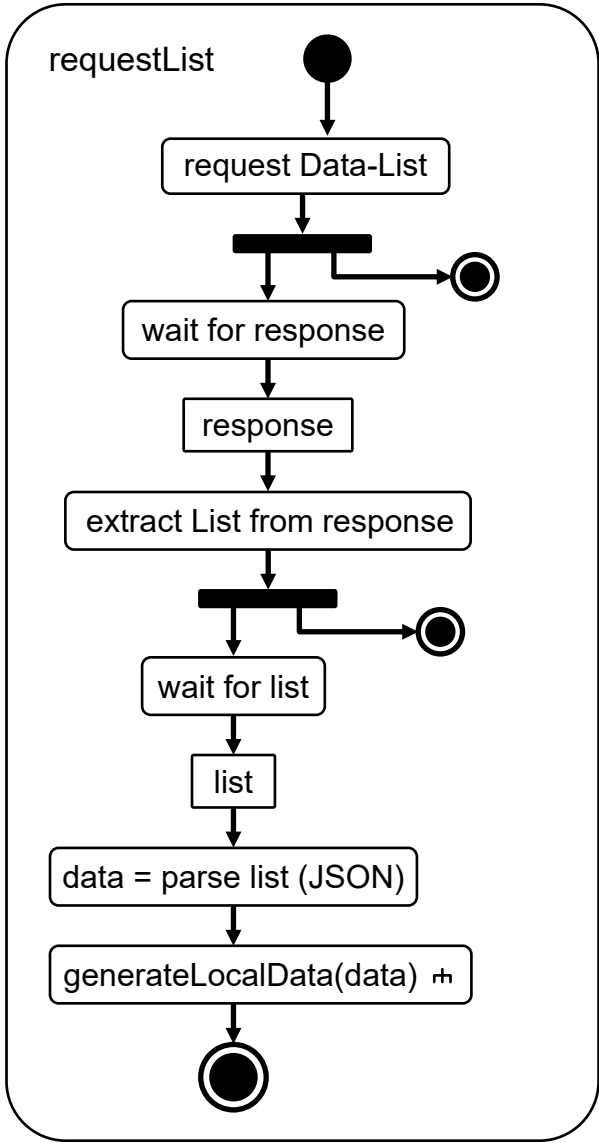 requestList
request Data-List
wait for response
response
extract List from response
wait for list
list
data = parse list (JSON)
generateLocalData(data)